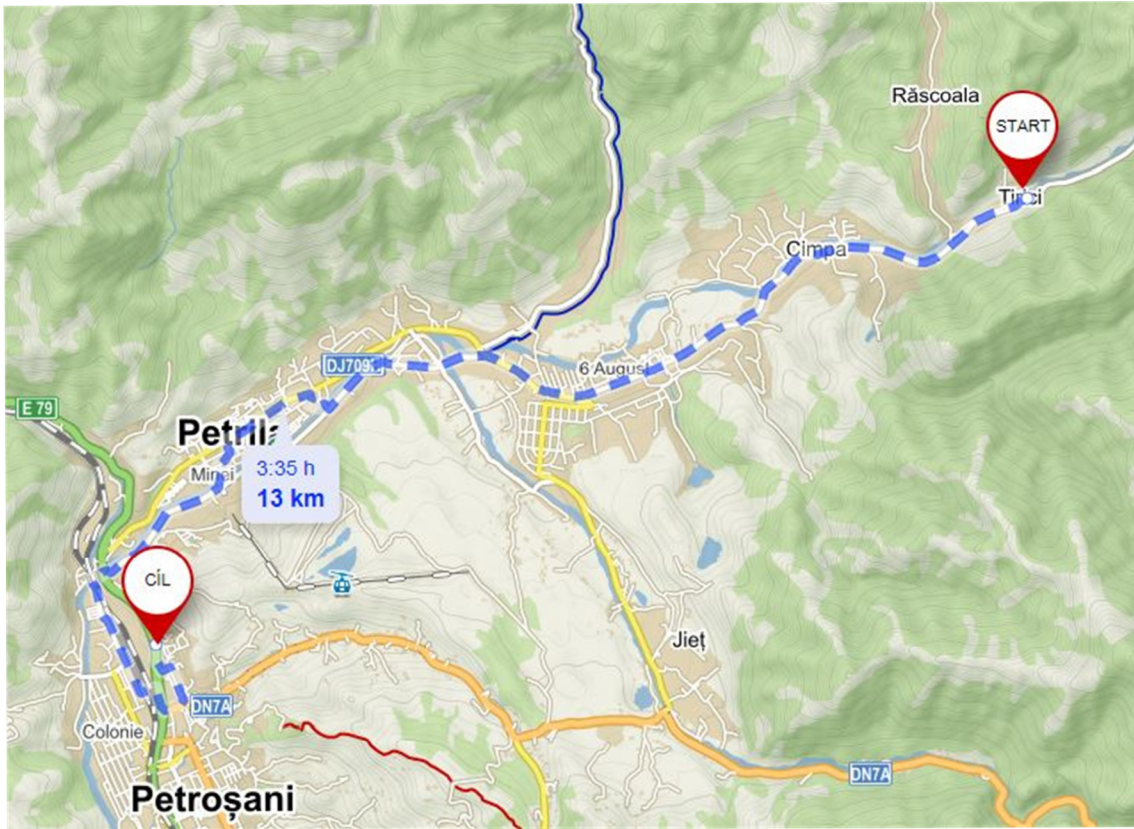 Răscoala
START
Tirici
Cimpa
DJ709
6 August
E 79
Petrila
Minei
3:35 h
13 km
CÍL
Jieț
DN7A
Colonie
DN7A
Petroșani